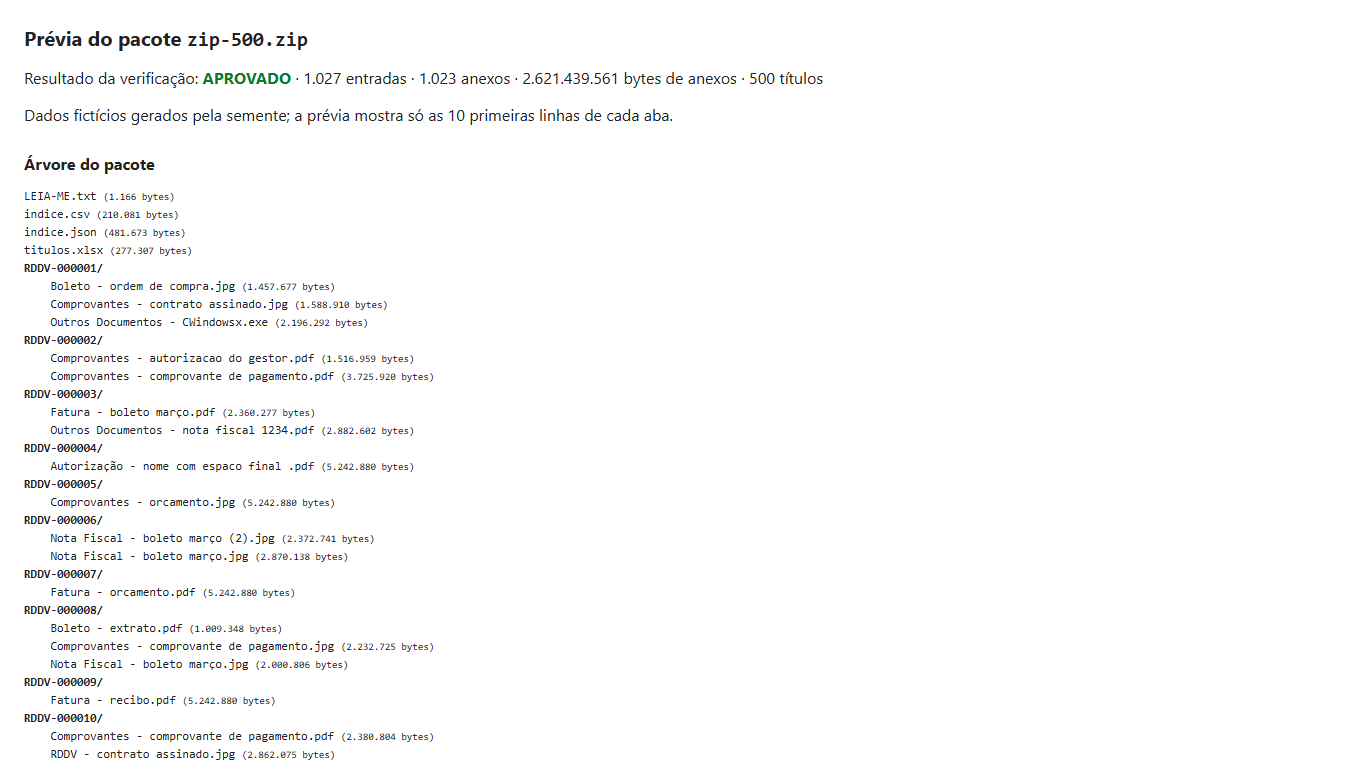 Prévia do pacote zip-500.zip
Resultado da verificação: APROVADO · 1.027 entradas · 1.023 anexos · 2.621.439.561 bytes de anexos · 500 títulos
Dados fictícios gerados pela semente; a prévia mostra só as 10 primeiras linhas de cada aba.
Árvore do pacote
LEIA-ME.txt (1.166 bytes)
indice.csv (210.081 bytes)
indice.json (481.673 bytes)
titulos.xlsx (277.307 bytes)
RDDV-000001/
Boleto - ordem de compra.jpg (1.457.677 bytes)
Comprovantes - contrato assinado.jpg (1.588.910 bytes)
Outros Documentos - CWindowsx.exe (2.196.292 bytes)
RDDV-000002/
Comprovantes - autorizacao do gestor.pdf (1.516.959 bytes)
Comprovantes - comprovante de pagamento.pdf (3.725.920 bytes)
RDDV-000003/
Fatura - boleto março.pdf (2.360.277 bytes)
Outros Documentos - nota fiscal 1234.pdf (2.882.602 bytes)
RDDV-000004/
Autorização - nome com espaco final .pdf (5.242.880 bytes)
RDDV-000005/
Comprovantes - orcamento.jpg (5.242.880 bytes)
RDDV-000006/
Nota Fiscal - boleto março (2).jpg (2.372.741 bytes)
Nota Fiscal - boleto março.jpg (2.870.138 bytes)
RDDV-000007/
Fatura - orcamento.pdf (5.242.880 bytes)
RDDV-000008/
Boleto - extrato.pdf (1.009.348 bytes)
Comprovantes - comprovante de pagamento.jpg (2.232.725 bytes)
Nota Fiscal - boleto março.jpg (2.000.806 bytes)
RDDV-000009/
Fatura - recibo.pdf (5.242.880 bytes)
RDDV-000010/
Comprovantes - comprovante de pagamento.pdf (2.380.804 bytes)
RDDV - contrato assinado.jpg (2.862.075 bytes)